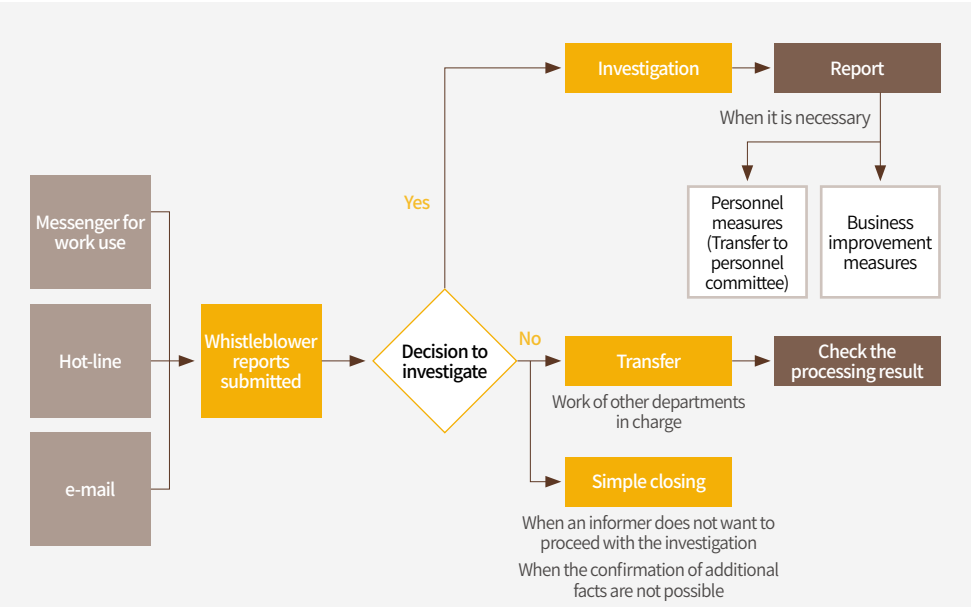 Messenger for
work use
Hot-line
e-mail
Whistleblower
reports
submitted
Decision to
investigate
Yes
Investigation
Report
When it is necessary
Personnel
measures
(Transfer to
personnel
committee)
Business
improvement
measures
No
Transfer
Work of other departments
in charge
Check the
processing result
Simple closing
When an informer does not want to
proceed with the investigation
When the confirmation of additional
facts are not possible